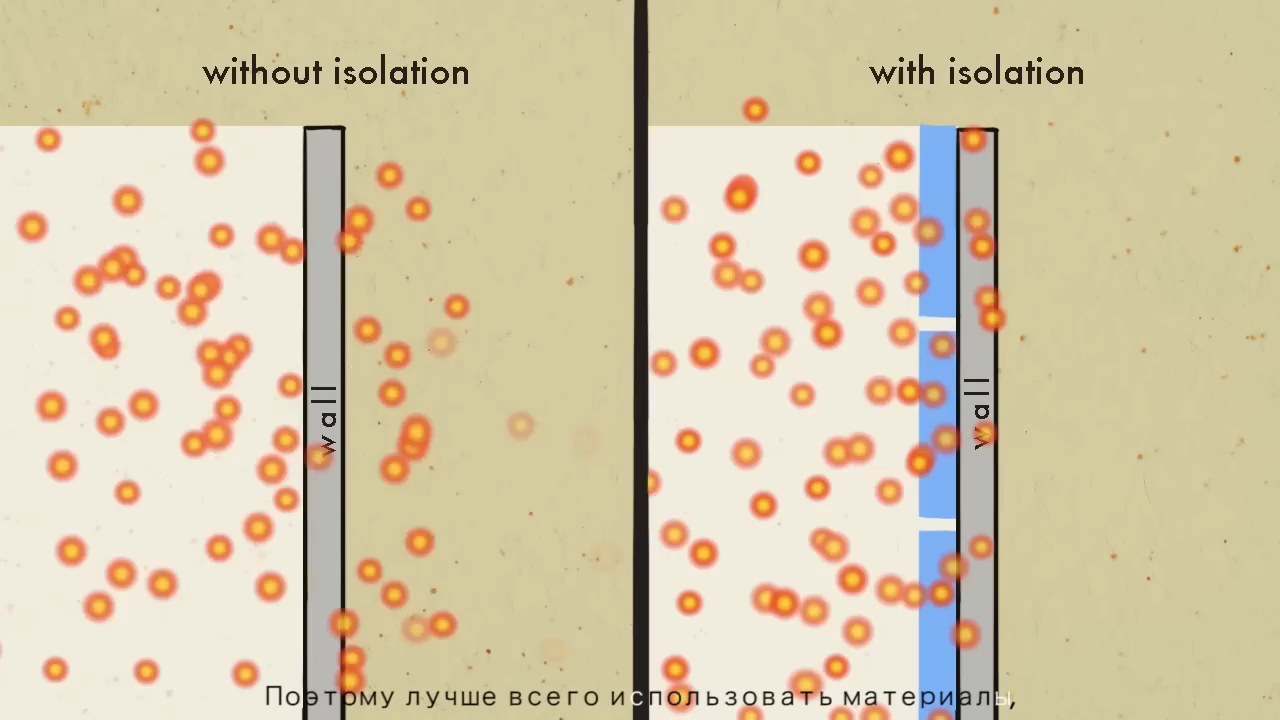 without isolation
with isolation
wall
wall
Поэтому лучше всего использовать материалы,